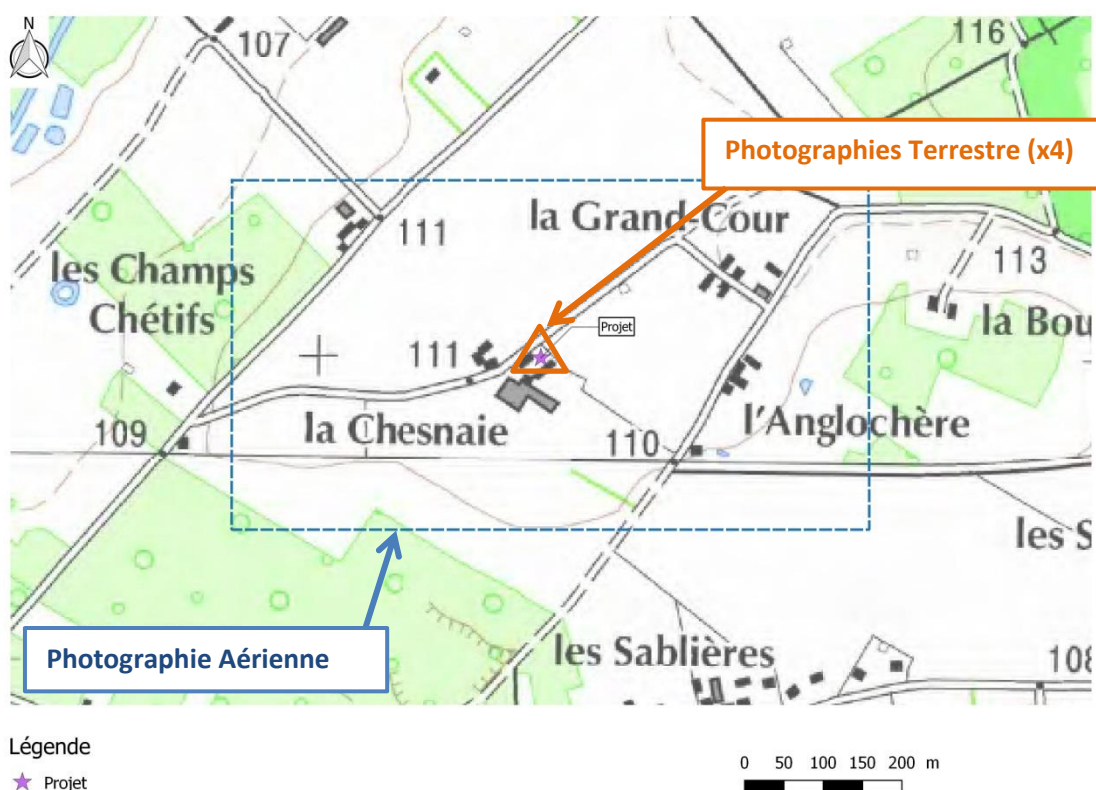 N
107
116
Photographies Terrestre (x4)
la Grand-Cour
111
les Champs
Chétifs
113
la Bou
Projet
111
109
la Chesnaie
110
l'Anglochère
les S
Photographie Aérienne
les Sablières
108
Légende
Projet
0 50 100 150 200 m